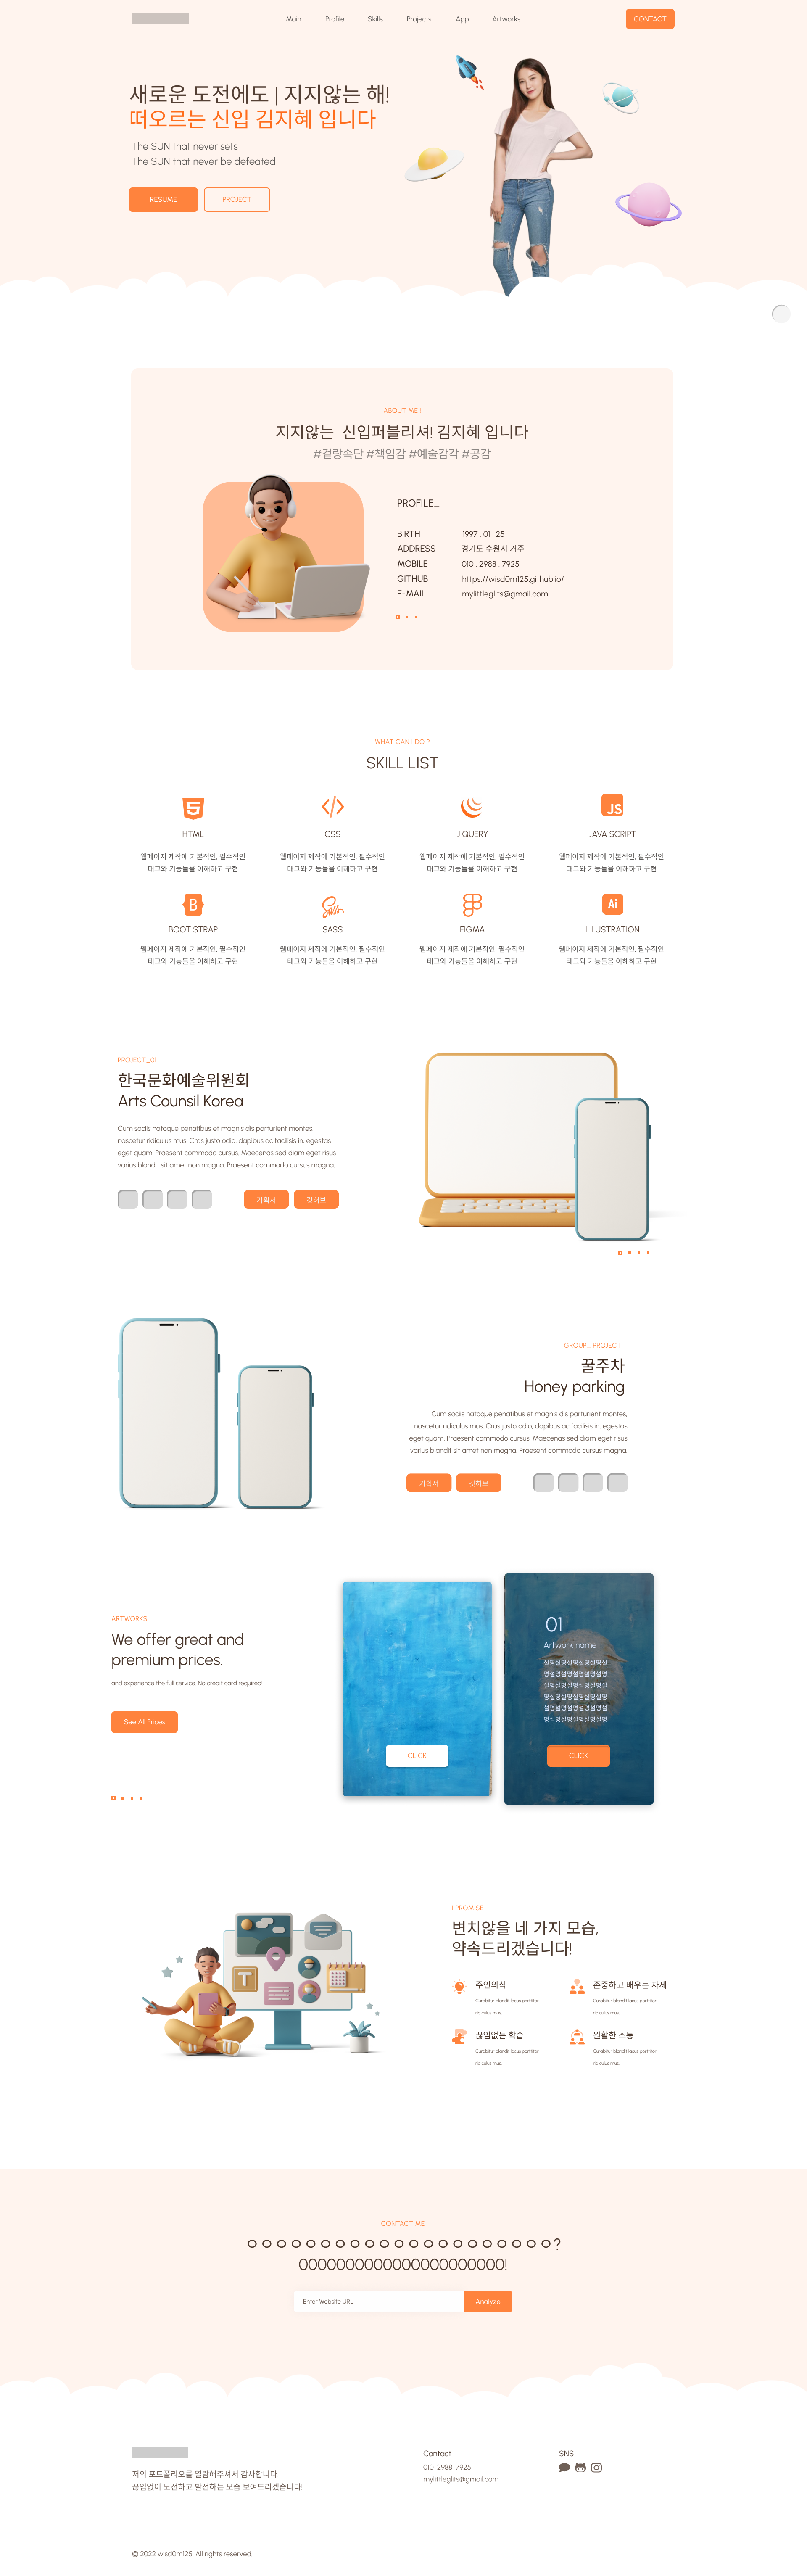 Main Profile Skills Projects App Artworks CONTACT
새로운 도전에도 | 지지않는 해!
떠오르는 신입 김지혜 입니다
The SUN that never sets
The SUN that never be defeated
RESUME PROJECT
ABOUT ME !
지지않는 신입퍼블리셔! 김지혜 입니다
#겉랑속단 #책임감 #예술감각 #공감
PROFILE_
BIRTH 1997 . 01 . 25
ADDRESS 경기도 수원시 거주
MOBILE 010 . 2988 . 7925
GITHUB https://wisd0m125.github.io/
E-MAIL mylittleglits@gmail.com
WHAT CAN I DO ?
SKILL LIST
JS
HTML CSS J QUERY JAVA SCRIPT
웹페이지 제작에 기본적인, 필수적인 웹페이지 제작에 기본적인, 필수적인 웹페이지 제작에 기본적인, 필수적인 웹페이지 제작에 기본적인, 필수적인
태그와 기능들을 이해하고 구현 태그와 기능들을 이해하고 구현 태그와 기능들을 이해하고 구현 태그와 기능들을 이해하고 구현
B Sass Ai
BOOT STRAP SASS FIGMA ILLUSTRATION
웹페이지 제작에 기본적인, 필수적인 웹페이지 제작에 기본적인, 필수적인 웹페이지 제작에 기본적인, 필수적인 웹페이지 제작에 기본적인, 필수적인
태그와 기능들을 이해하고 구현 태그와 기능들을 이해하고 구현 태그와 기능들을 이해하고 구현 태그와 기능들을 이해하고 구현
PROJECT_01
한국문화예술위원회
Arts Counsil Korea
Cum sociis natoque penatibus et magnis dis parturient montes,
nascetur ridiculus mus. Cras justo odio, dapibus ac facilisis in, egestas
eget quam. Praesent commodo cursus. Maecenas sed diam eget risus
varius blandit sit amet non magna. Praesent commodo cursus magna.
기획서 깃허브
GROUP_ PROJECT
꿀주차
Honey parking
Cum sociis natoque penatibus et magnis dis parturient montes,
nascetur ridiculus mus. Cras justo odio, dapibus ac facilisis in, egestas
eget quam. Praesent commodo cursus. Maecenas sed diam eget risus
varius blandit sit amet non magna. Praesent commodo cursus magna.
기획서 깃허브
ARTWORKS_
We offer great and
premium prices.
and experience the full service. No credit card required!
See All Prices
CLICK
01
Artwork name
설명설명설명설명설명설
명설명설명설명설명설명
설명설명설명설명설명설
명설명설명설명설명설명
설명설명설명설명설명설
명설명설명설명설명설명
CLICK
T
I PROMISE !
변치않을 네 가지 모습,
약속드리겠습니다!
주인의식
Curabitur blandit lacus porttitor
ridiculus mus.
존중하고 배우는 자세
Curabitur blandit lacus porttitor
ridiculus mus.
끊임없는 학습
Curabitur blandit lacus porttitor
ridiculus mus.
원활한 소통
Curabitur blandit lacus porttitor
ridiculus mus.
CONTACT ME
ㅇㅇㅇㅇㅇㅇㅇㅇㅇㅇㅇㅇㅇㅇㅇㅇㅇㅇㅇㅇㅇ?
0000000000000000000000!
Enter Website URL Analyze
저의 포트폴리오를 열람해주셔서 감사합니다.
끊임없이 도전하고 발전하는 모습 보여드리겠습니다!
Contact
010 2988 7925
mylittleglits@gmail.com
SNS
© 2022 wisd0m125. All rights reserved.